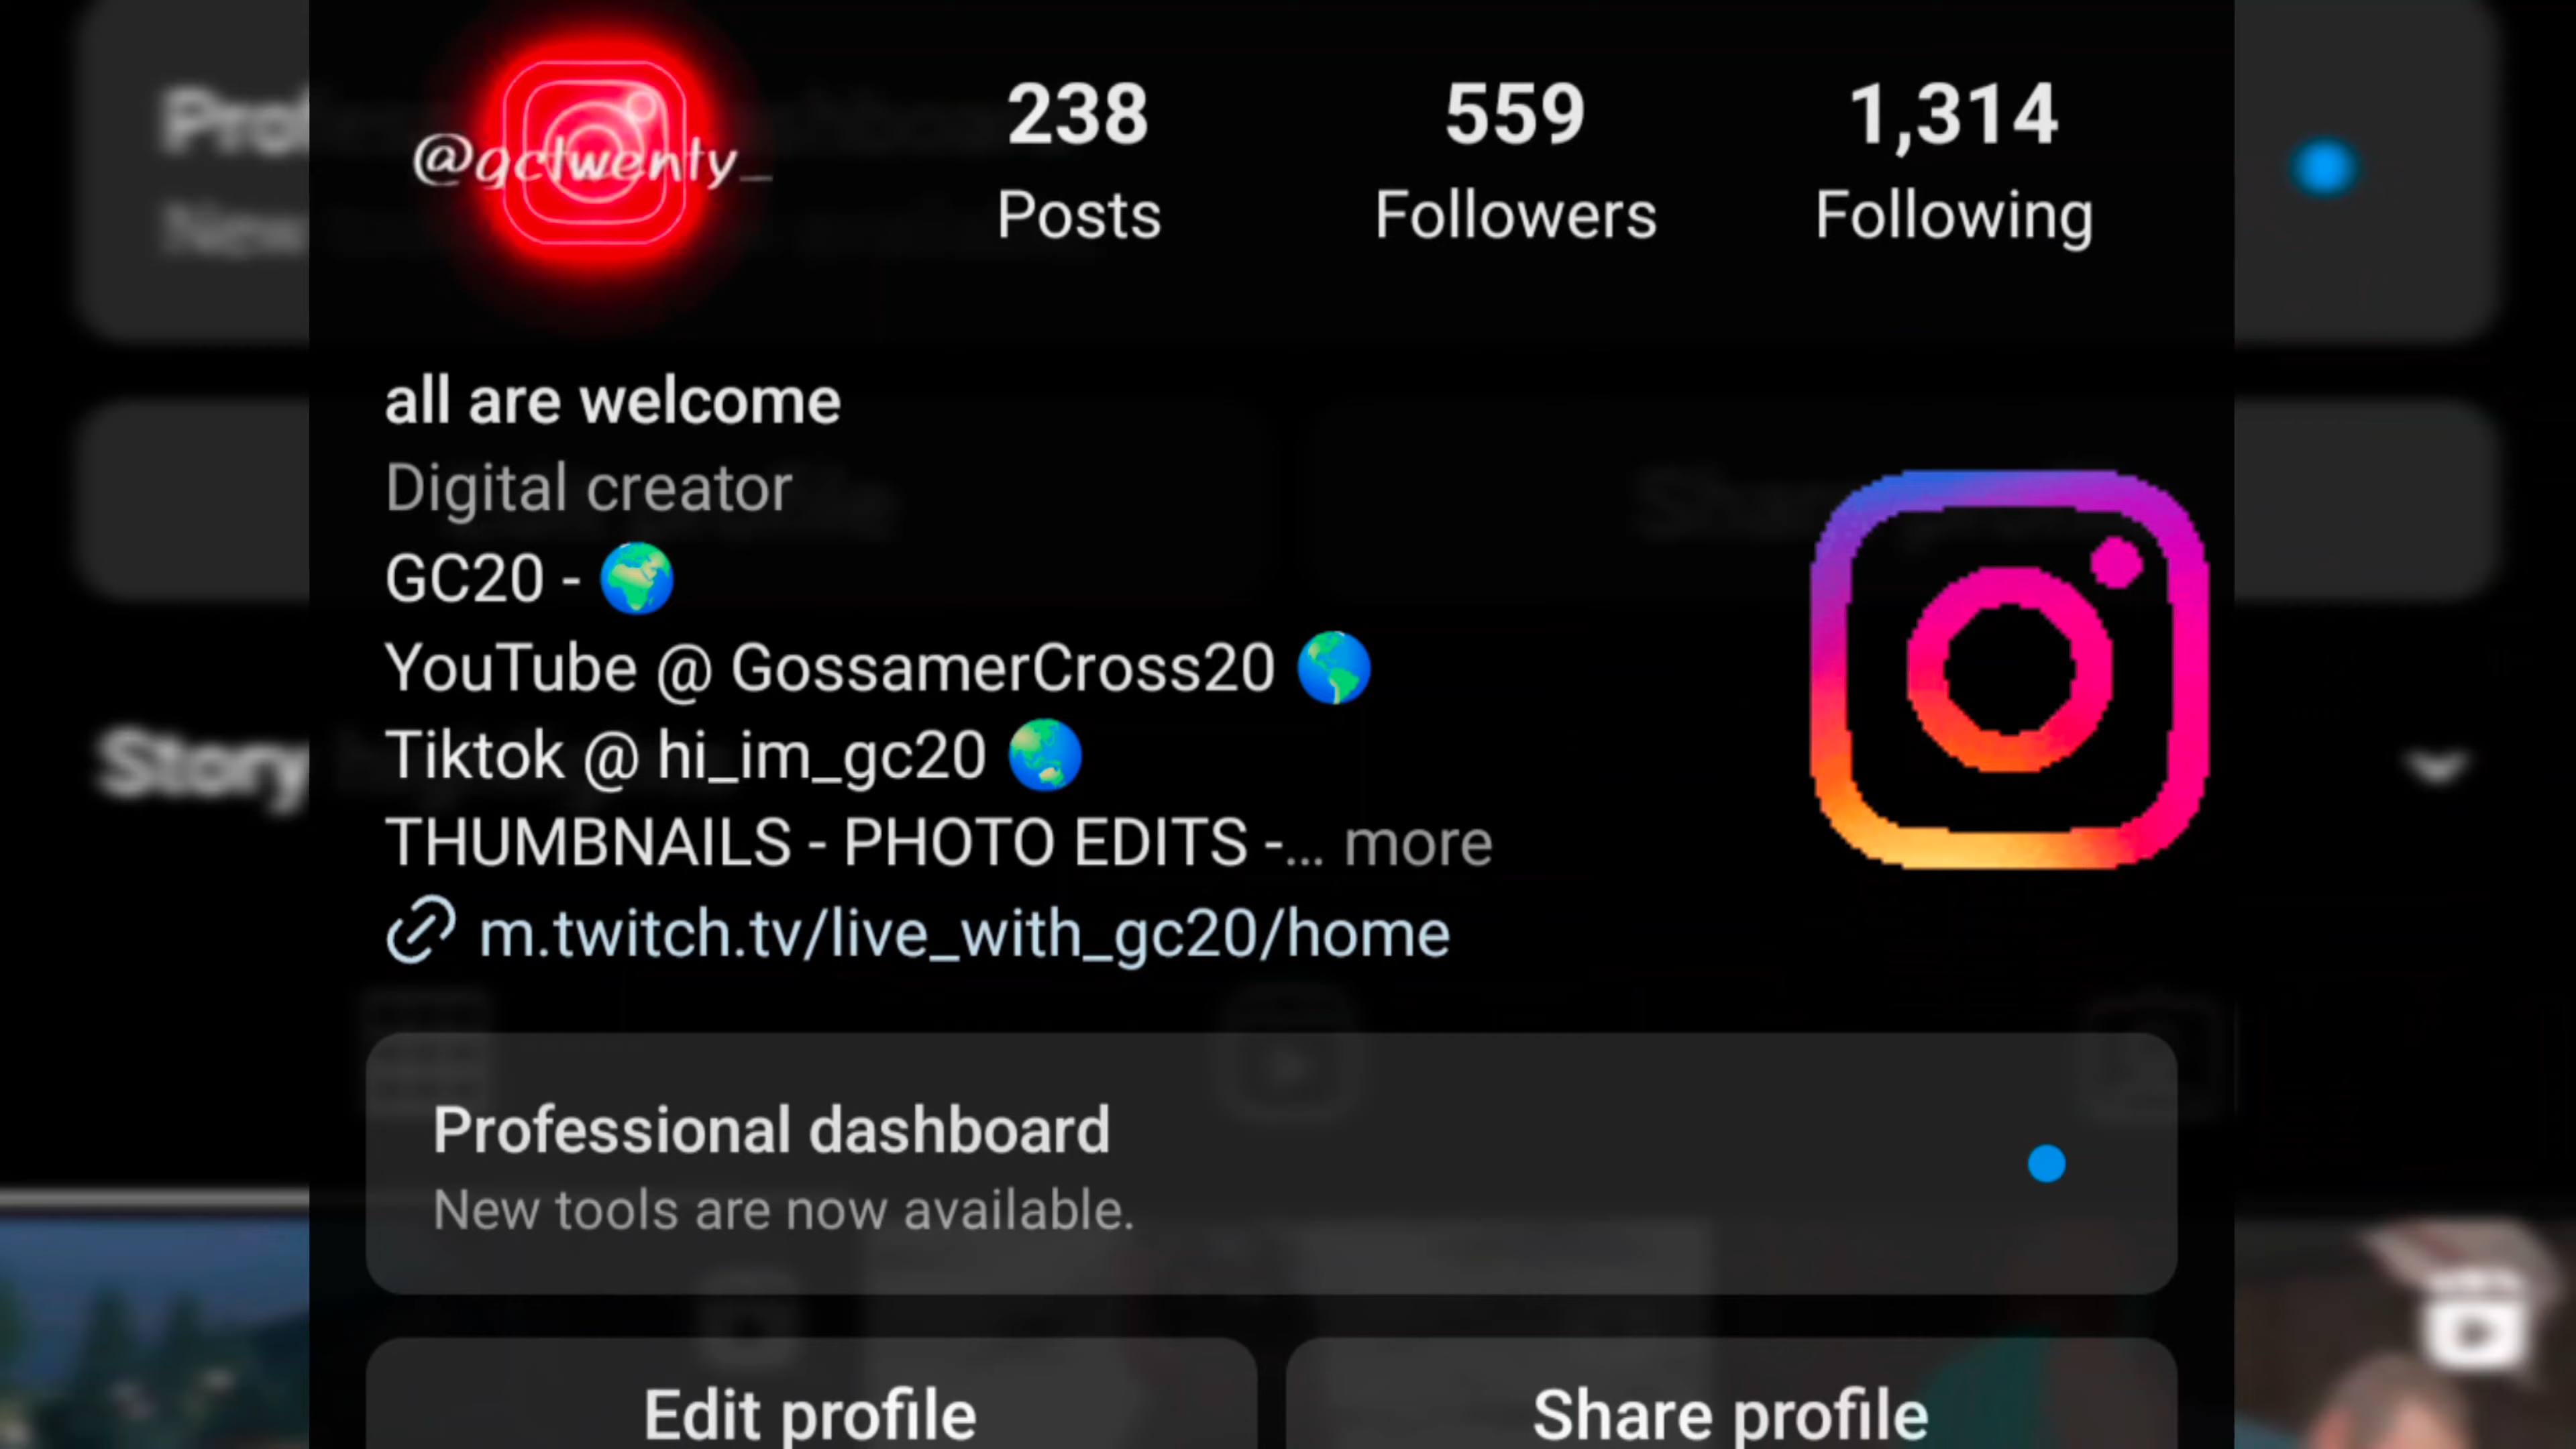 @gctwenty_
238 559 1,314
Posts Followers Following
all are welcome
Digital creator
GC20 - 🌍
YouTube @ GossamerCross20 🌎
Tiktok @ hi_im_gc20 🌏
THUMBNAILS - PHOTO EDITS -... more
m.twitch.tv/live_with_gc20/home
Story
Professional dashboard
New tools are now available.
Edit profile Share profile